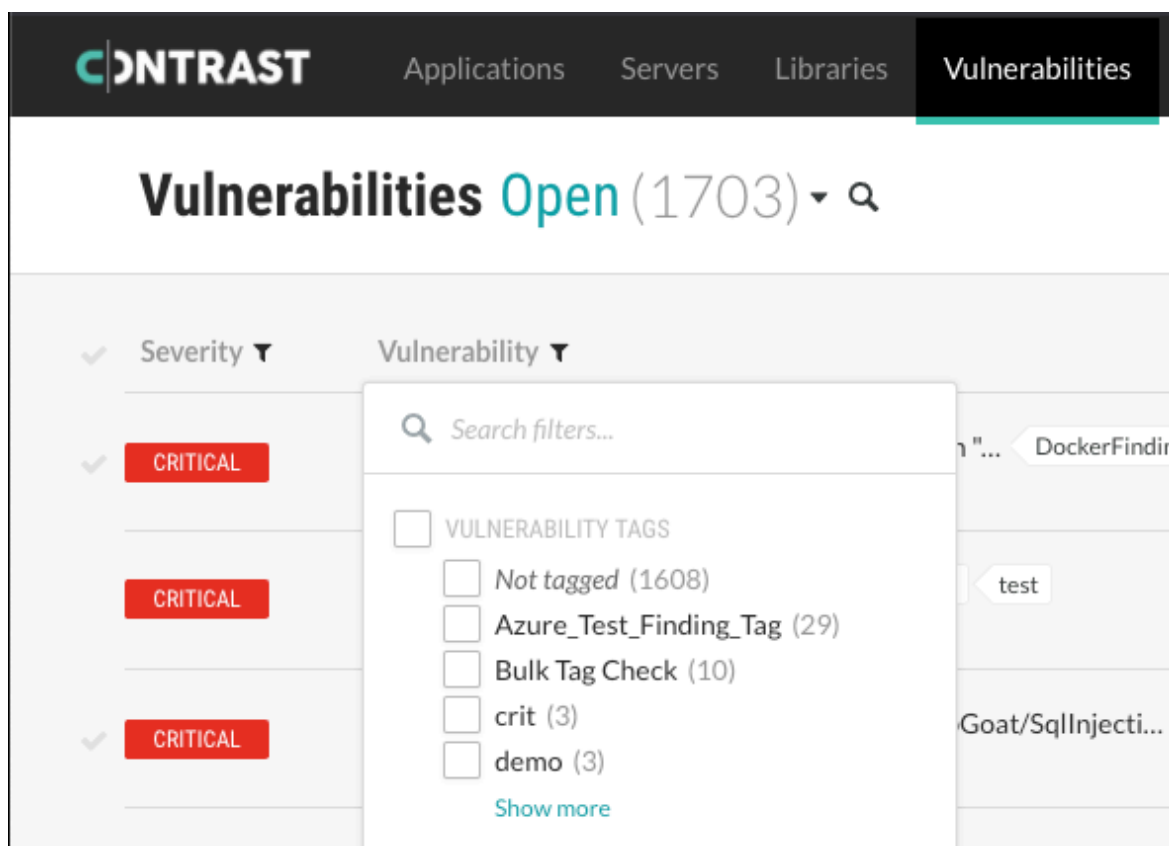 CONTRAST Applications Servers Libraries Vulnerabilities
Vulnerabilities Open (1703)
Severity Vulnerability
Search filters...
CRITICAL "... DockerFindin
VULNERABILITY TAGS
Not tagged (1608)
CRITICAL test
Azure_Test_Finding_Tag (29)
Bulk Tag Check (10)
crit (3)
CRITICAL Goat/SqlInjecti...
demo (3)
Show more